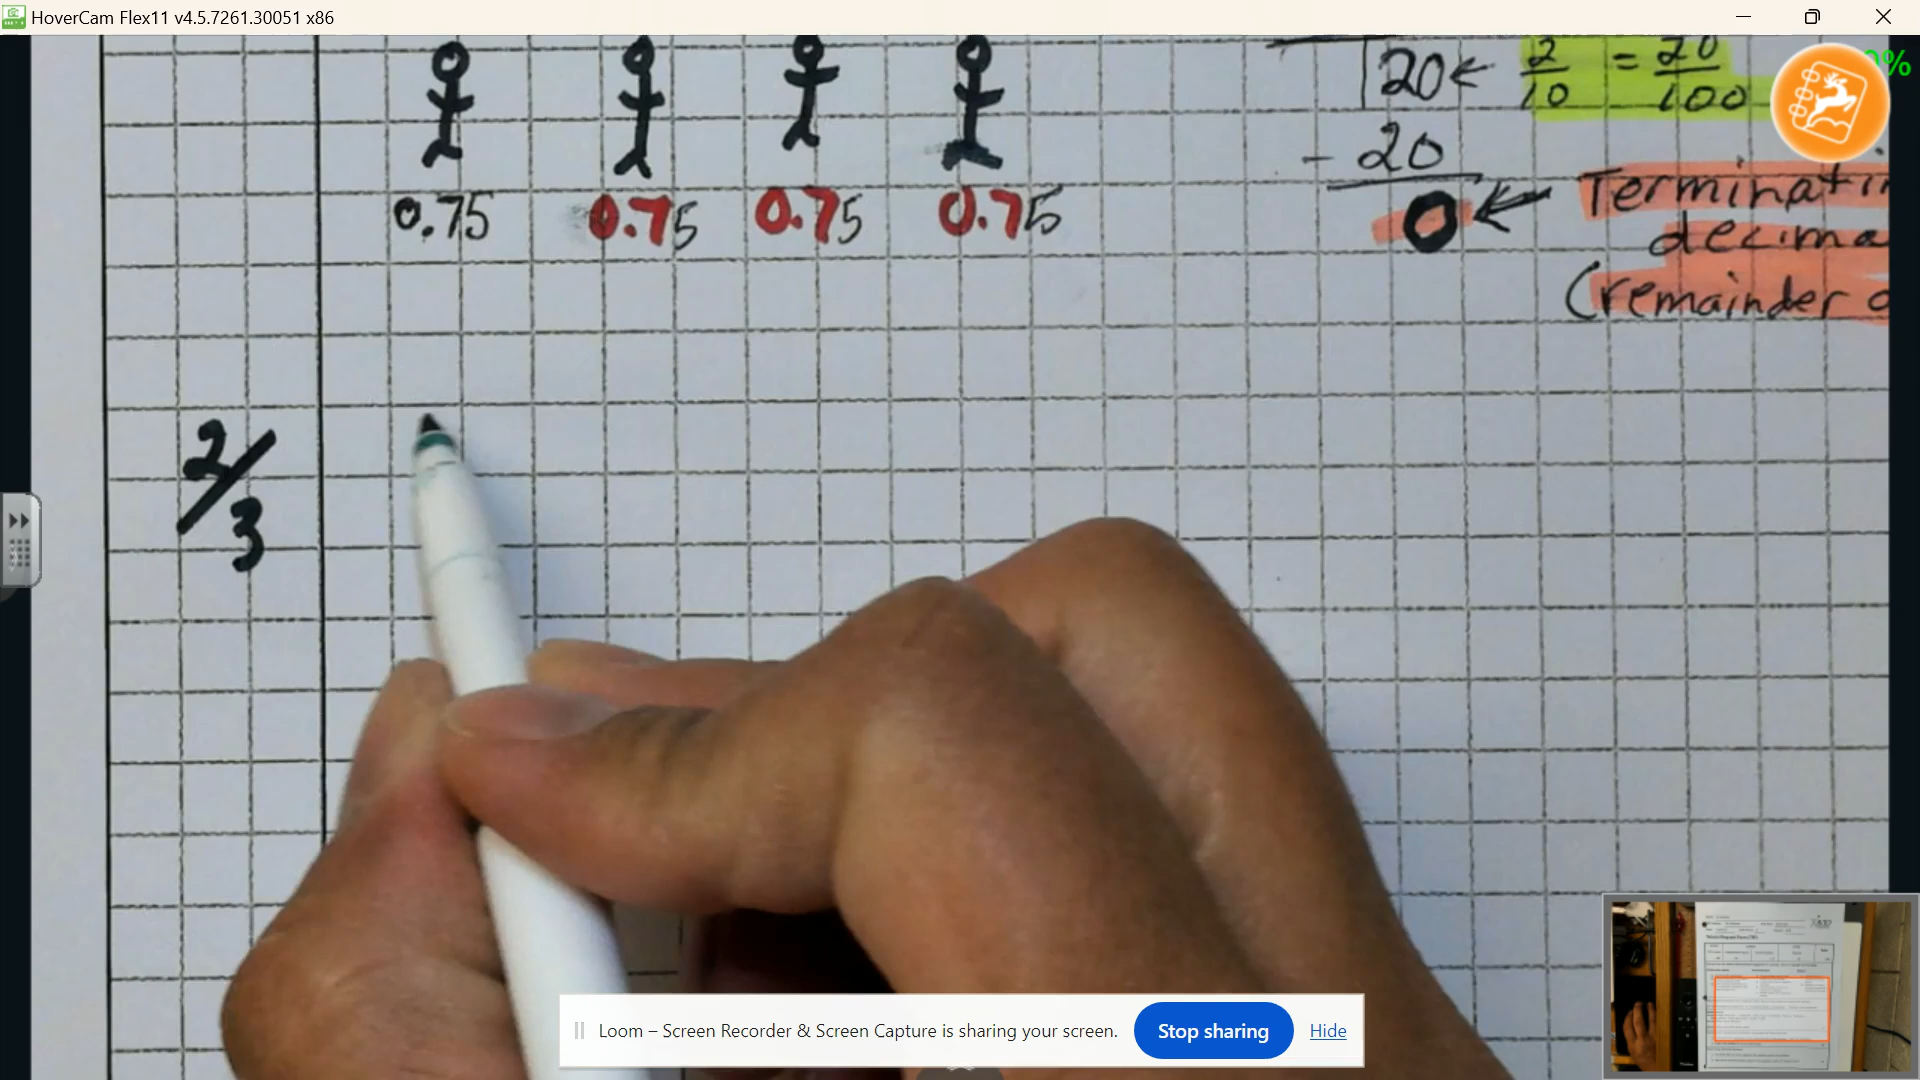 HoverCam Flex11 v4.5.7261.30051 x86
20 ← 2/10 = 20/100
- 20
0.75 0.75 0.75 0.75
0
decima
(remainder
2/3
Loom – Screen Recorder & Screen Capture is sharing your screen.
Stop sharing
Hide